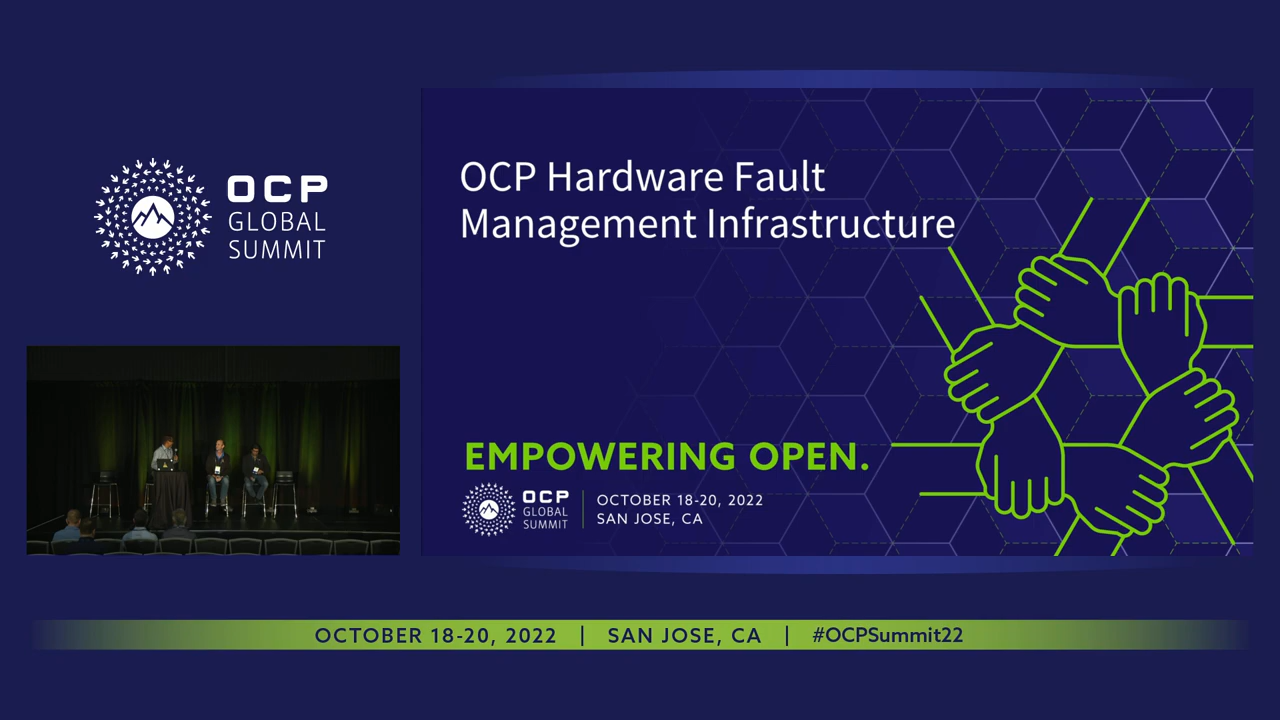 OCP
GLOBAL
SUMMIT
OCP Hardware Fault
Management Infrastructure
EMPOWERING OPEN.
OCP
GLOBAL
SUMMIT
OCTOBER 18-20, 2022
SAN JOSE, CA
OCTOBER 18-20, 2022 | SAN JOSE, CA | #OCPSummit22